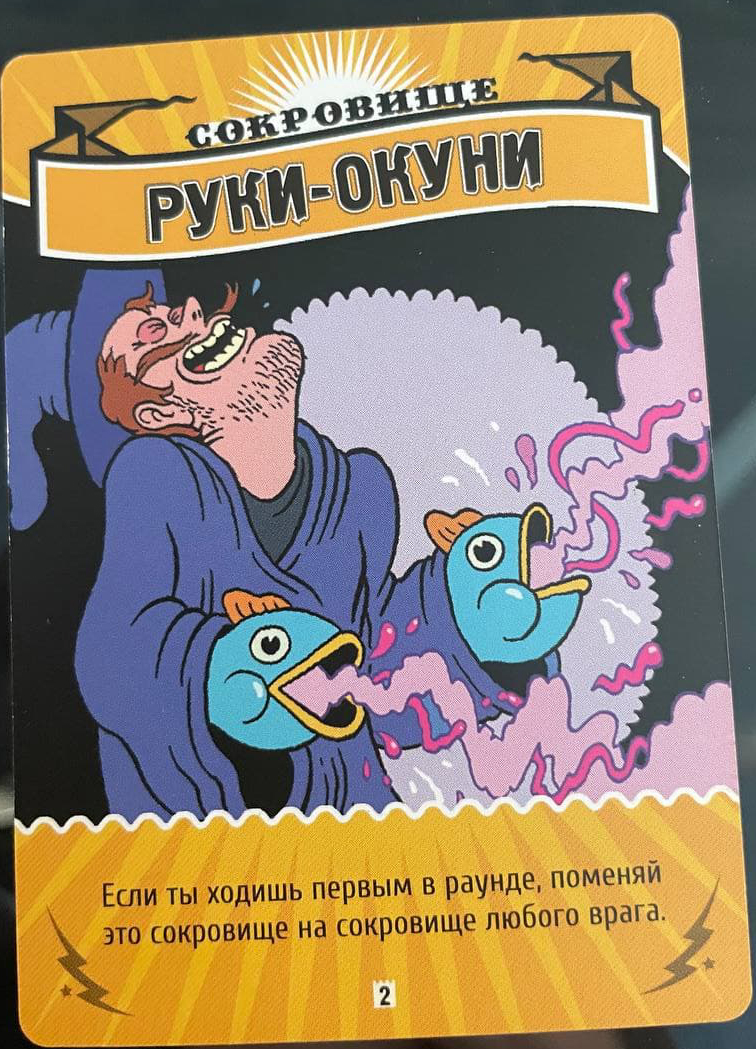 СОКРОВИЩЕ
РУКИ-ОКУНИ
Если ты ходишь первым в раунде, поменяй
это сокровище на сокровище любого врага.
2